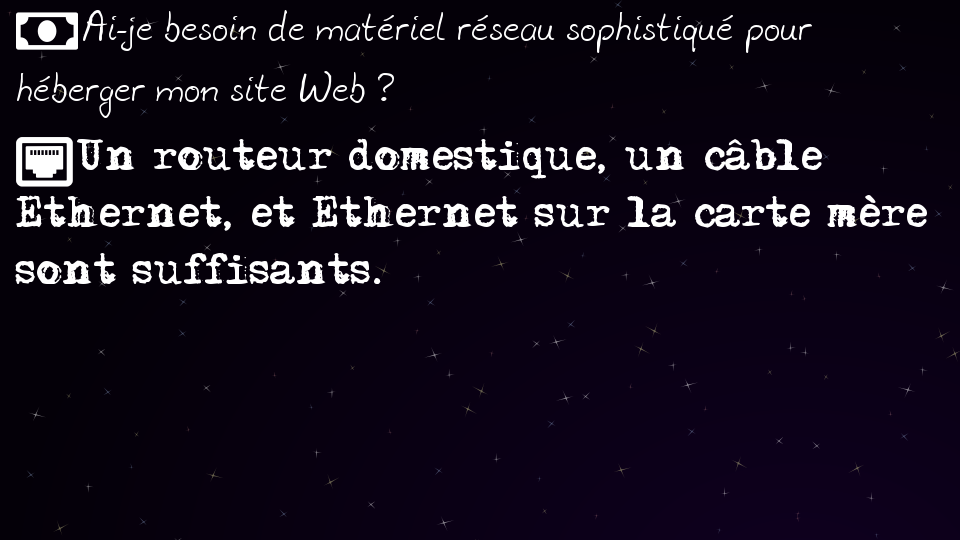 Ai-je besoin de matériel réseau sophistiqué pour
héberger mon site Web ?
Un routeur domestique, un câble
Ethernet, et Ethernet sur la carte mère
sont suffisants.